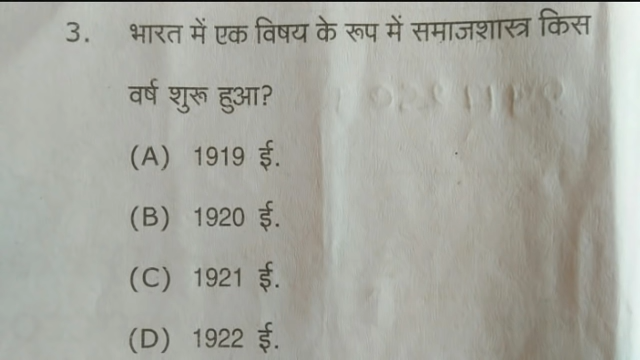 3. भारत में एक विषय के रूप में समाजशास्त्र किस
वर्ष शुरू हुआ?
(A) 1919 ई.
(B) 1920 ई.
(C) 1921 ई.
(D) 1922 ई.